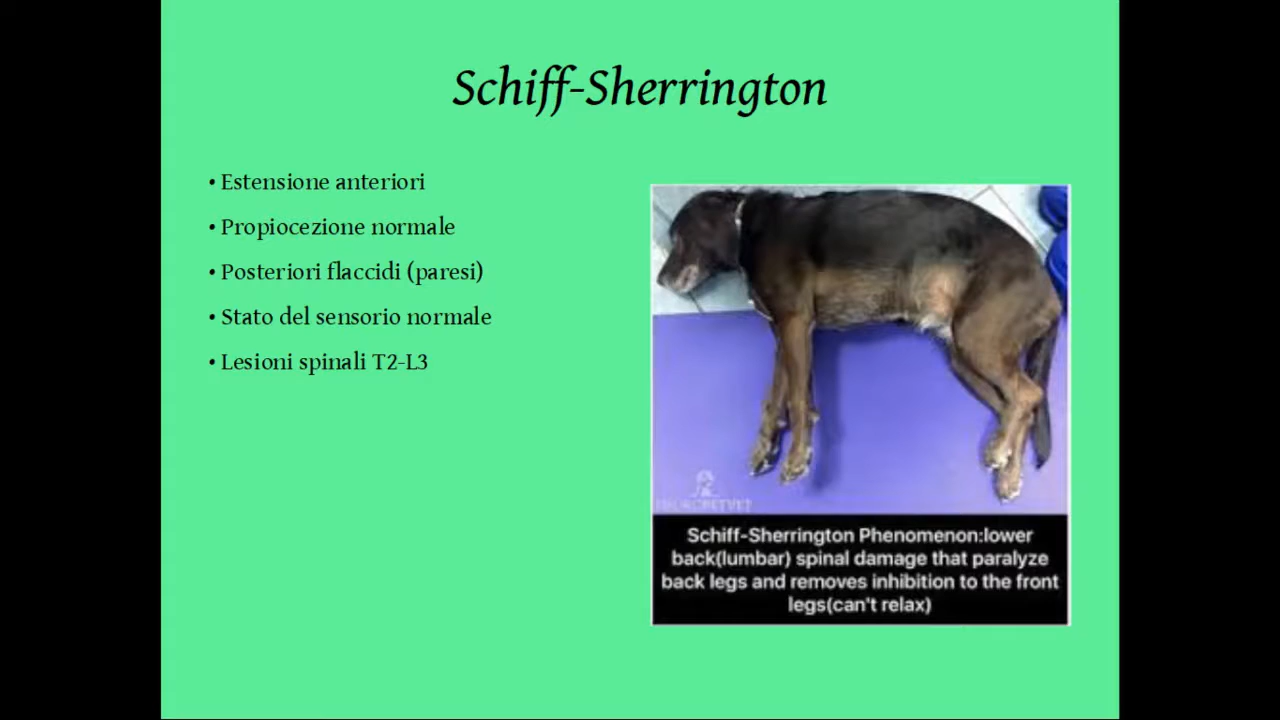 Schiff-Sherrington
• Estensione anteriori
• Propiocezione normale
• Posteriori flaccidi (paresi)
• Stato del sensorio normale
• Lesioni spinali T2-L3
Schiff-Sherrington Phenomenon:lower
back(lumbar) spinal damage that paralyze
back legs and removes inhibition to the front
legs(can't relax)